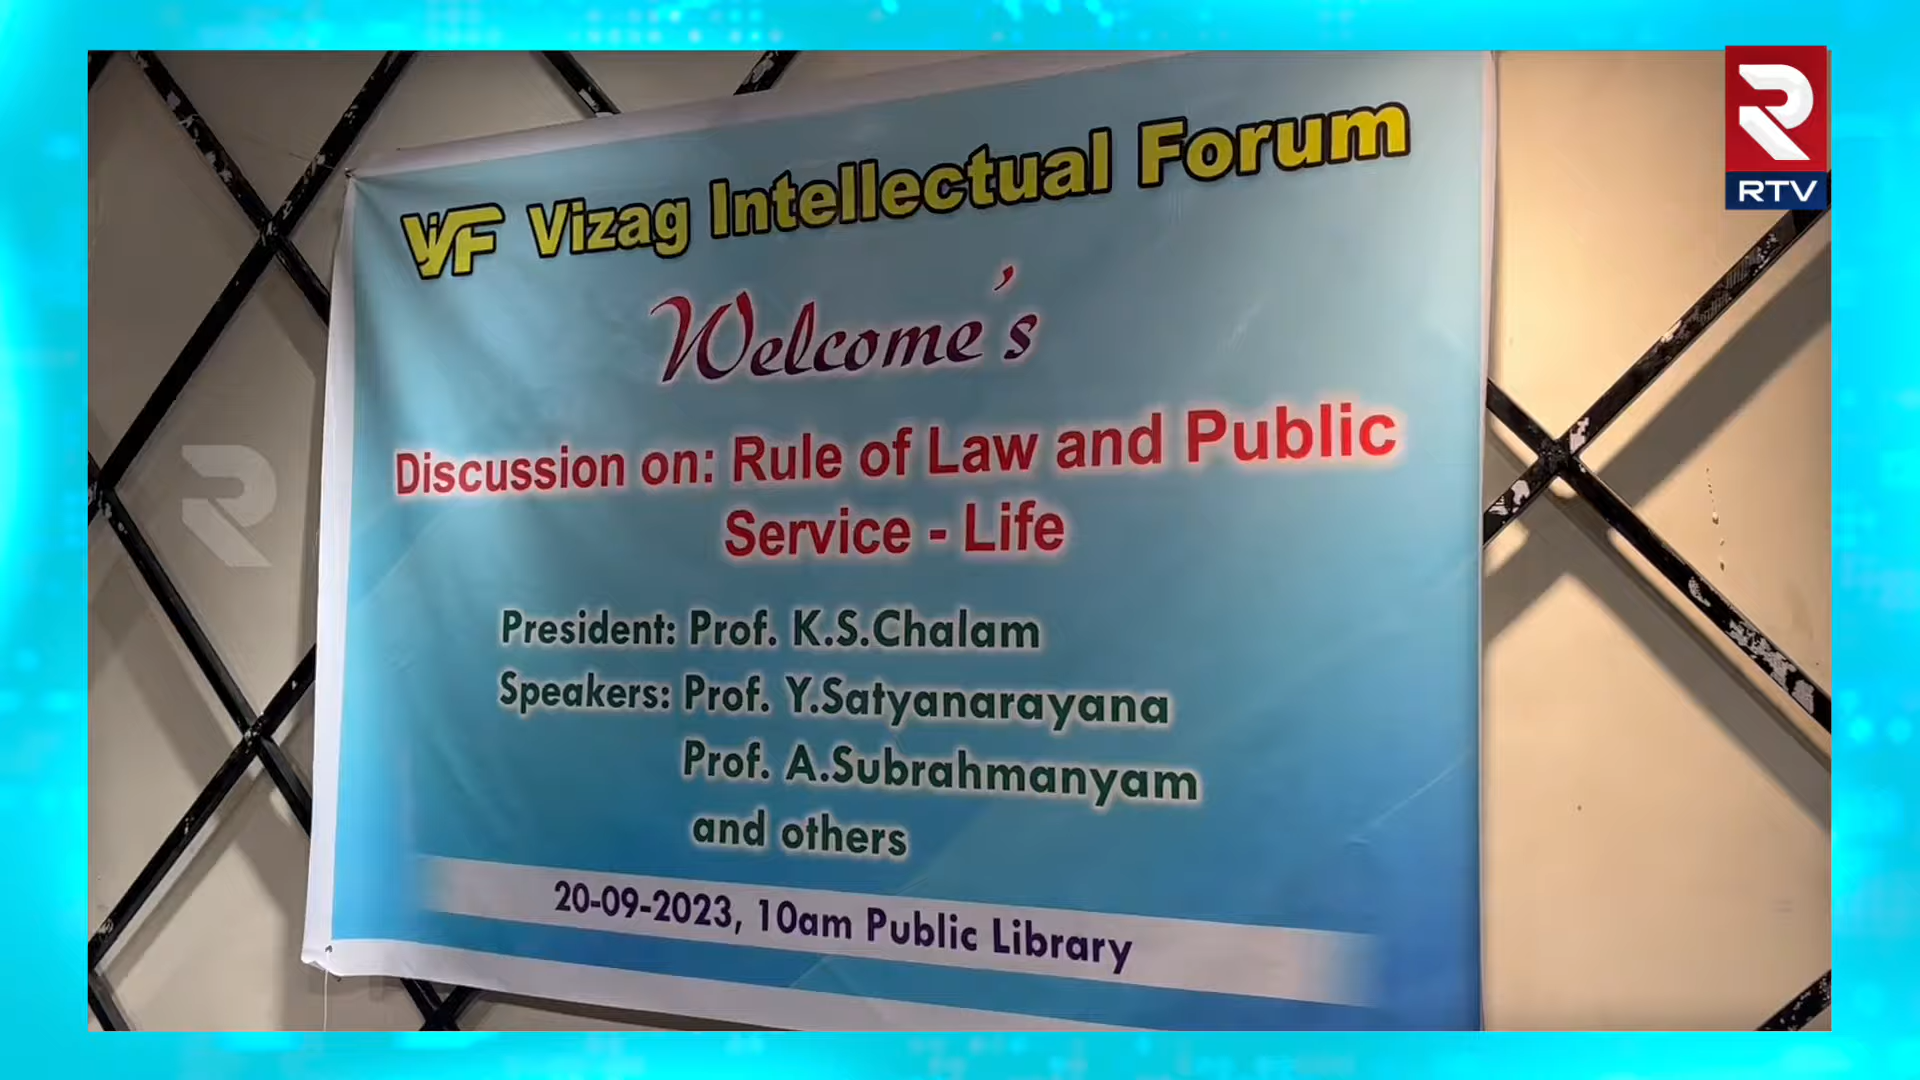 VIF Vizag Intellectual Forum
Welcome's
Discussion on: Rule of Law and Public
Service - Life
President: Prof. K.S.Chalam
Speakers: Prof. Y.Satyanarayana
Prof. A.Subrahmanyam
and others
20-09-2023, 10am Public Library
R
RTV
R